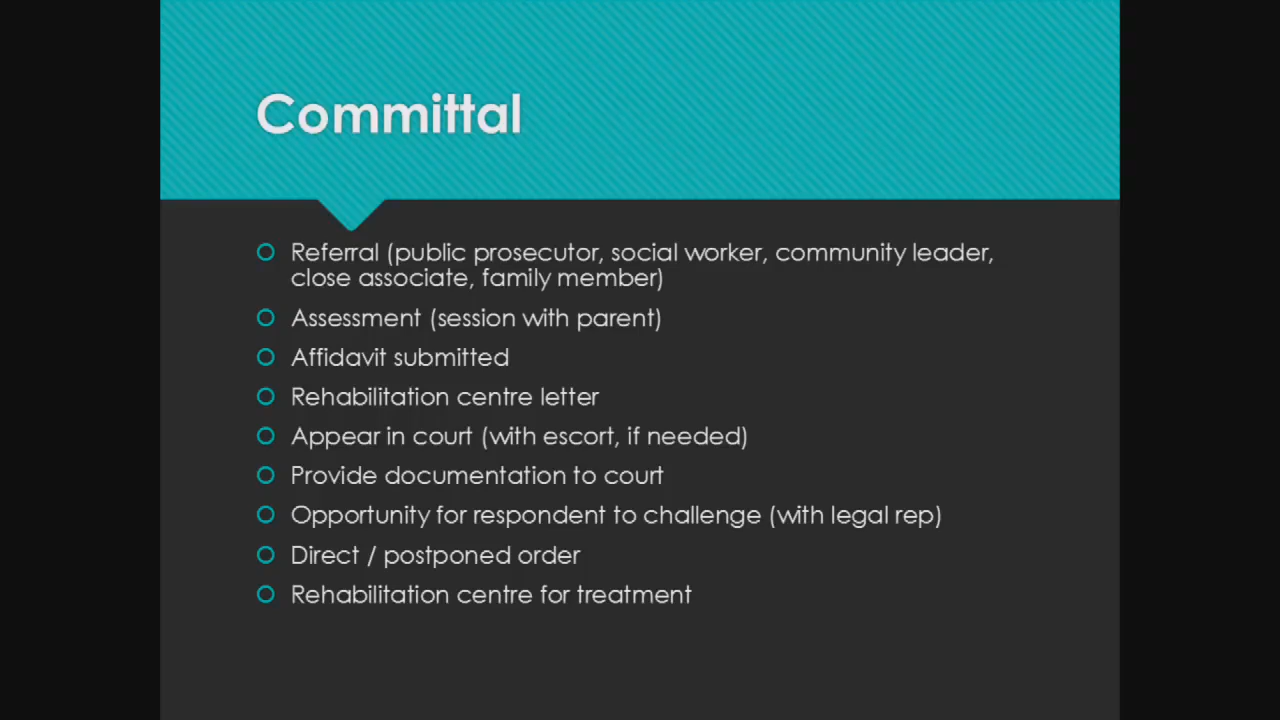 Committal
Referral (public prosecutor, social worker, community leader,
close associate, family member)
Assessment (session with parent)
Affidavit submitted
Rehabilitation centre letter
Appear in court (with escort, if needed)
Provide documentation to court
Opportunity for respondent to challenge (with legal rep)
Direct / postponed order
Rehabilitation centre for treatment